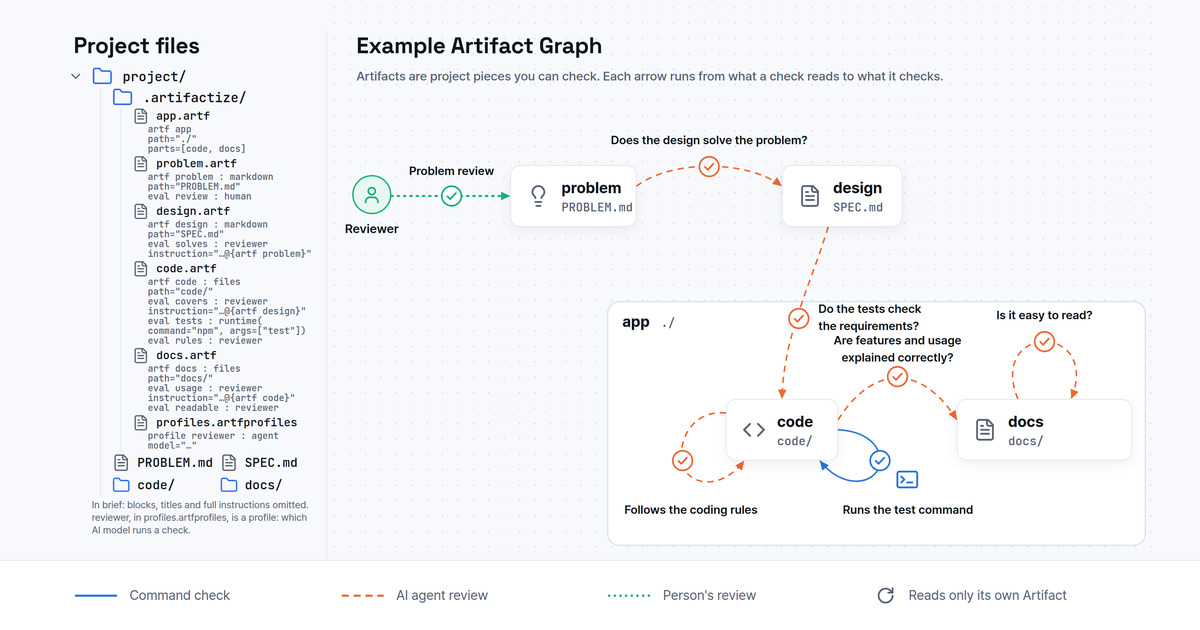 Project files
project/
.artifactize/
app.artf
artf app
path="./"
parts=[code, docs]
problem.artf
artf problem : markdown
path="PROBLEM.md"
eval review : human
design.artf
artf design : markdown
path="SPEC.md"
eval solves : reviewer
instruction="…@{artf problem}"
code.artf
artf code : files
path="code/"
eval covers : reviewer
instruction="…@{artf design}"
eval tests : runtime(
command="npm", args=["test"])
eval rules : reviewer
docs.artf
artf docs : files
path="docs/"
eval usage : reviewer
instruction="…@{artf code}"
eval readable : reviewer
profiles.artfprofiles
profile reviewer : agent
model="…"
PROBLEM.md SPEC.md
code/ docs/
In brief: blocks, titles and full instructions omitted.
reviewer, in profiles.artfprofiles, is a profile: which
AI model runs a check.
Example Artifact Graph
Artifacts are project pieces you can check. Each arrow runs from what a check reads to what it checks.
Does the design solve the problem?
Problem review
Reviewer
problem
PROBLEM.md
design
SPEC.md
app ./
Do the tests check
the requirements?
Are features and usage
explained correctly?
Is it easy to read?
code
code/
docs
docs/
Follows the coding rules
Runs the test command
Command check
AI agent review
Person's review
Reads only its own Artifact